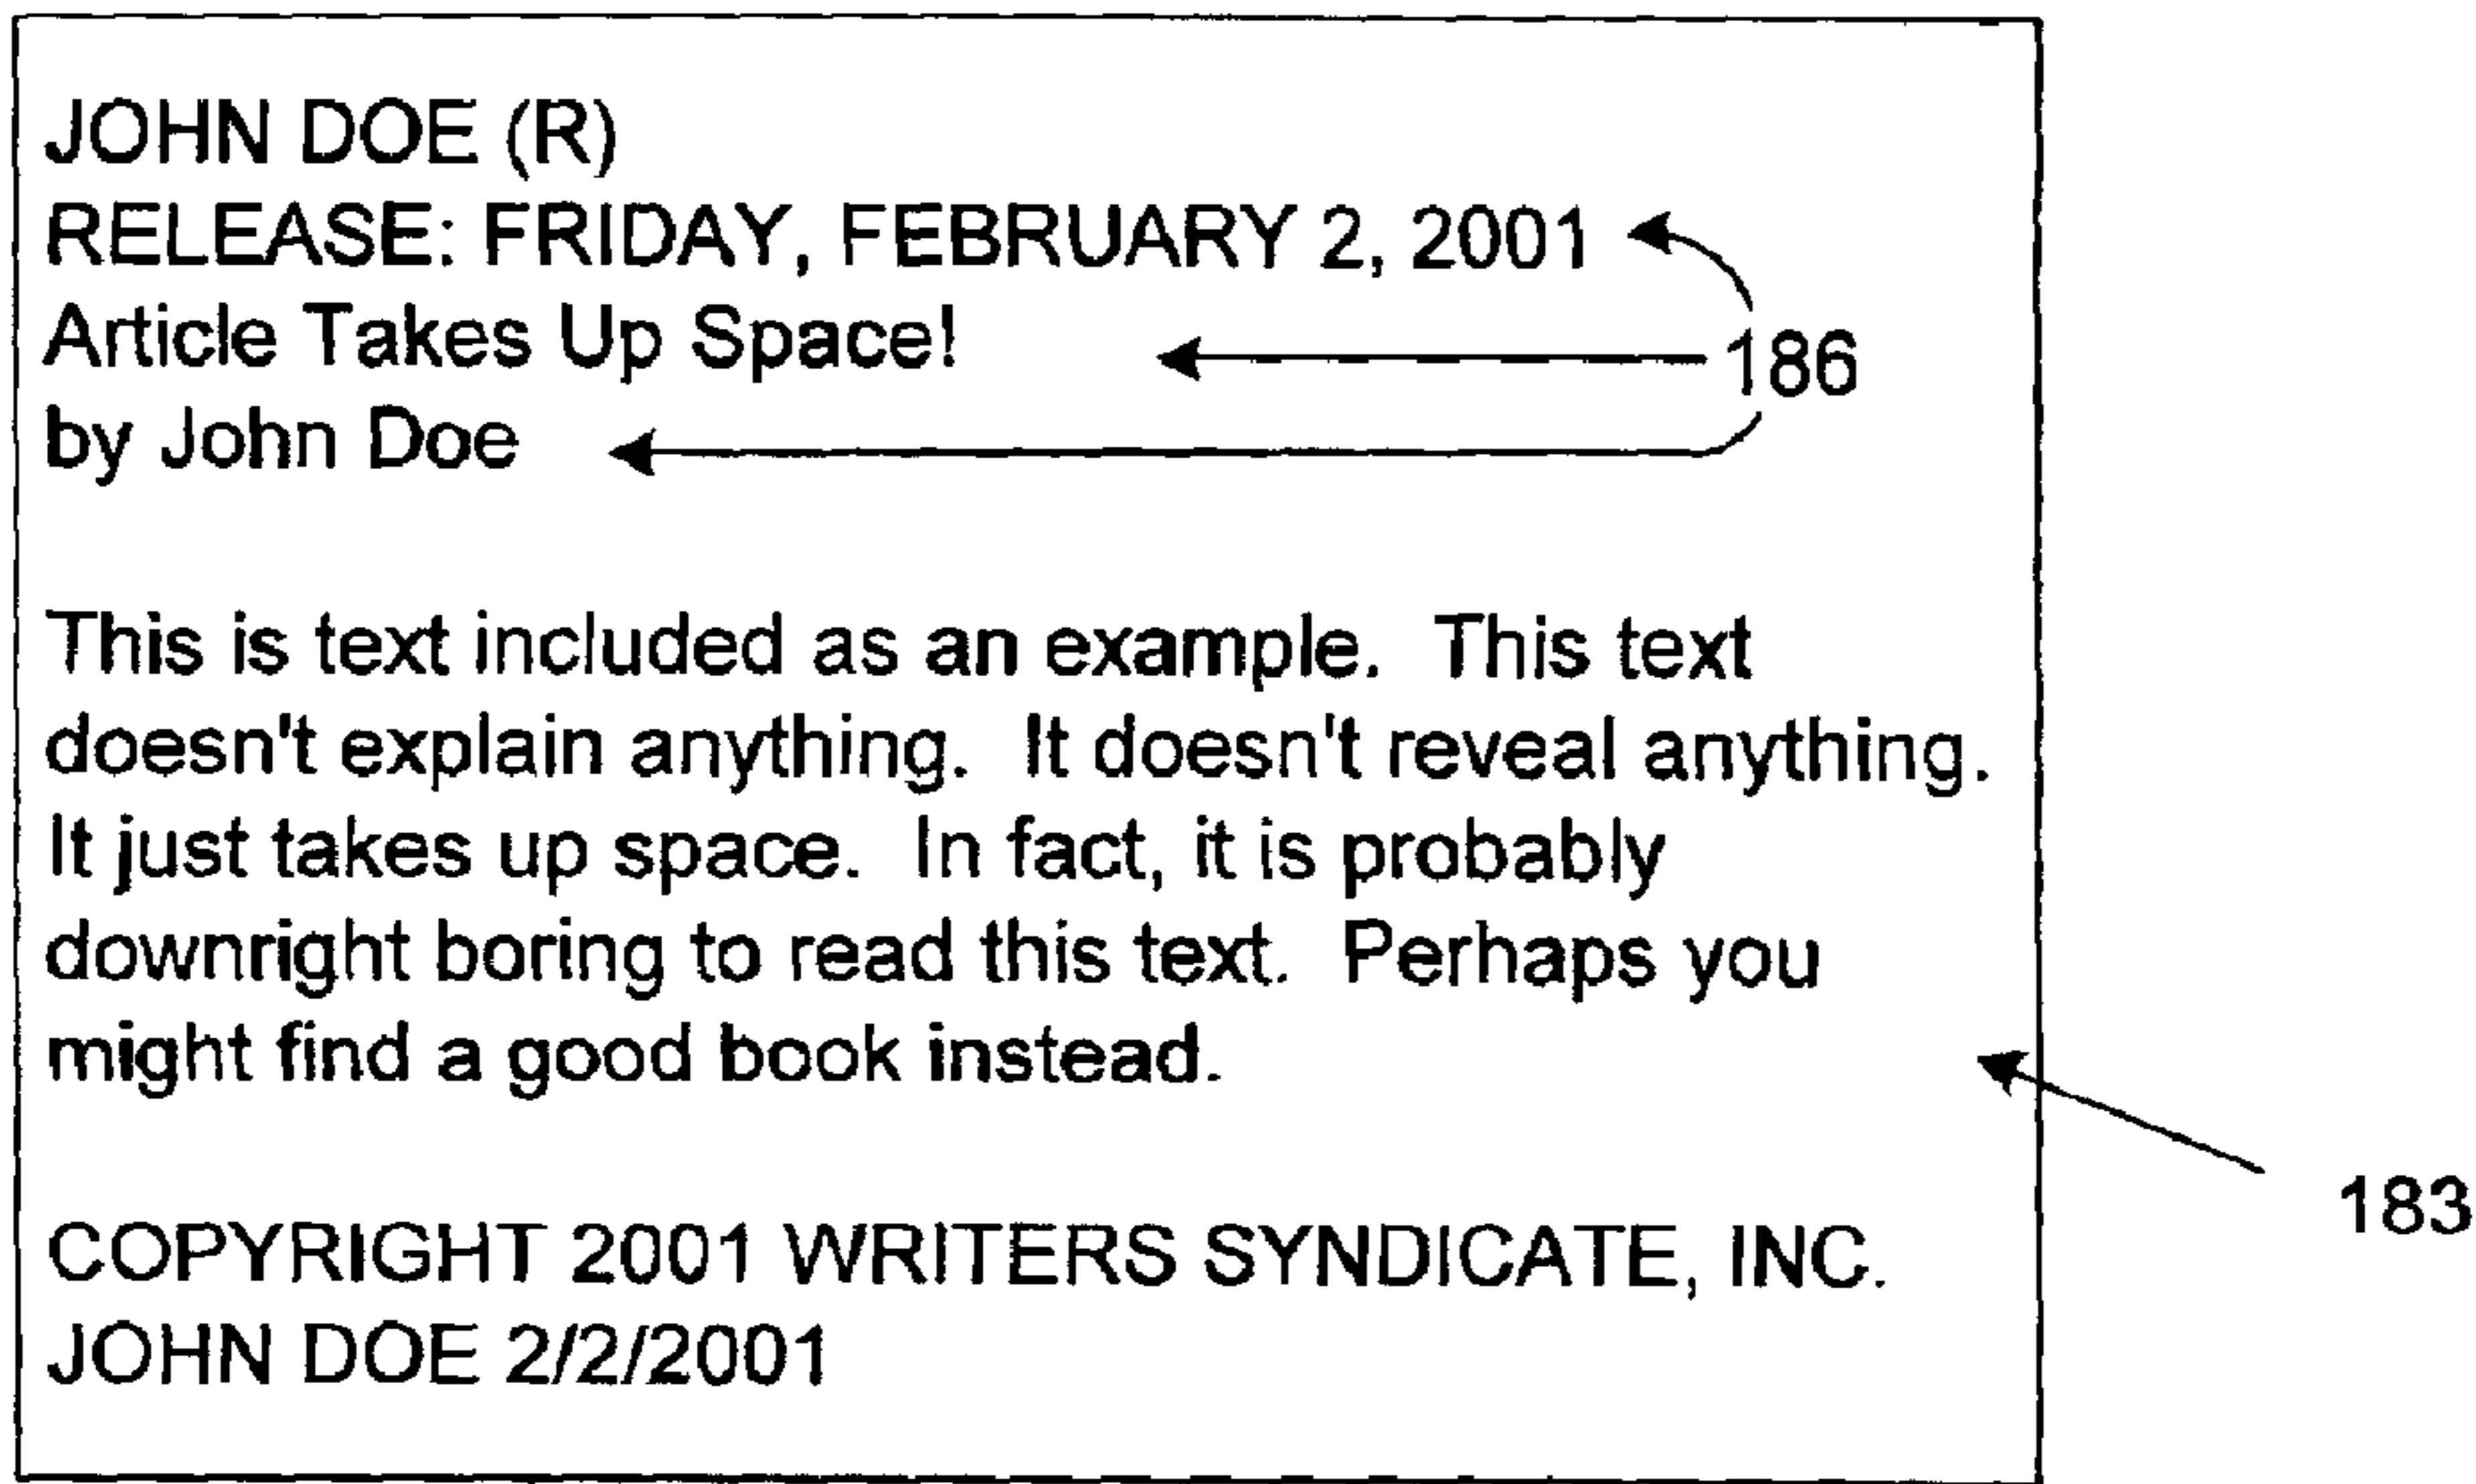 JOHN DOE (R)
RELEASE: FRIDAY, FEBRUARY 2, 2001
Article Takes Up Space!
186
by John Doe
This is text included as an example. This text
doesn't explain anything. It doesn't reveal anything.
It just takes up space. In fact, it is probably
downright boring to read this text. Perhaps you
might find a good book instead.
183
COPYRIGHT 2001 WRITERS SYNDICATE, INC.
JOHN DOE 2/2/2001